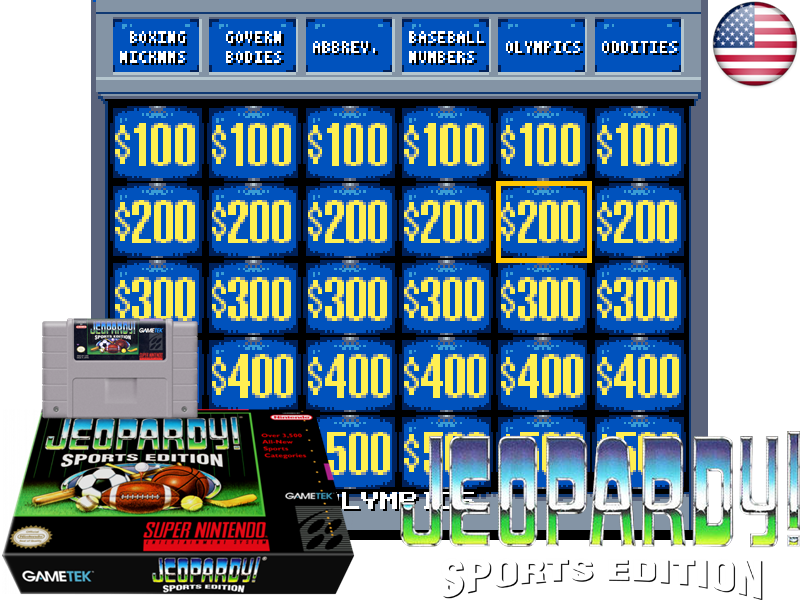 BOXING
NICKNMS
GOVERN
BODIES
ABBREV.
BASEBALL
NUMBERS
OLYMPICS
ODDITIES
$100 $100 $100 $100 $100 $100
$200 $200 $200 $200 $200 $200
$300 $300 $300 $300 $300 $300
$400 $400 $400 $400 $400
500
LYMPICS
JEOPARDY!
SPORTS EDITION
GAMETEK
JEOPARDY!
SPORTS EDITION
Nintendo
Over 1,500
All-New
Sports
Categories
GAMETEK
SUPER NINTENDO
ENTERTAINMENT SYSTEM
GAMETEK
JEOPARDY!
SPORTS EDITION
JEOPARDY!
SPORTS EDITION